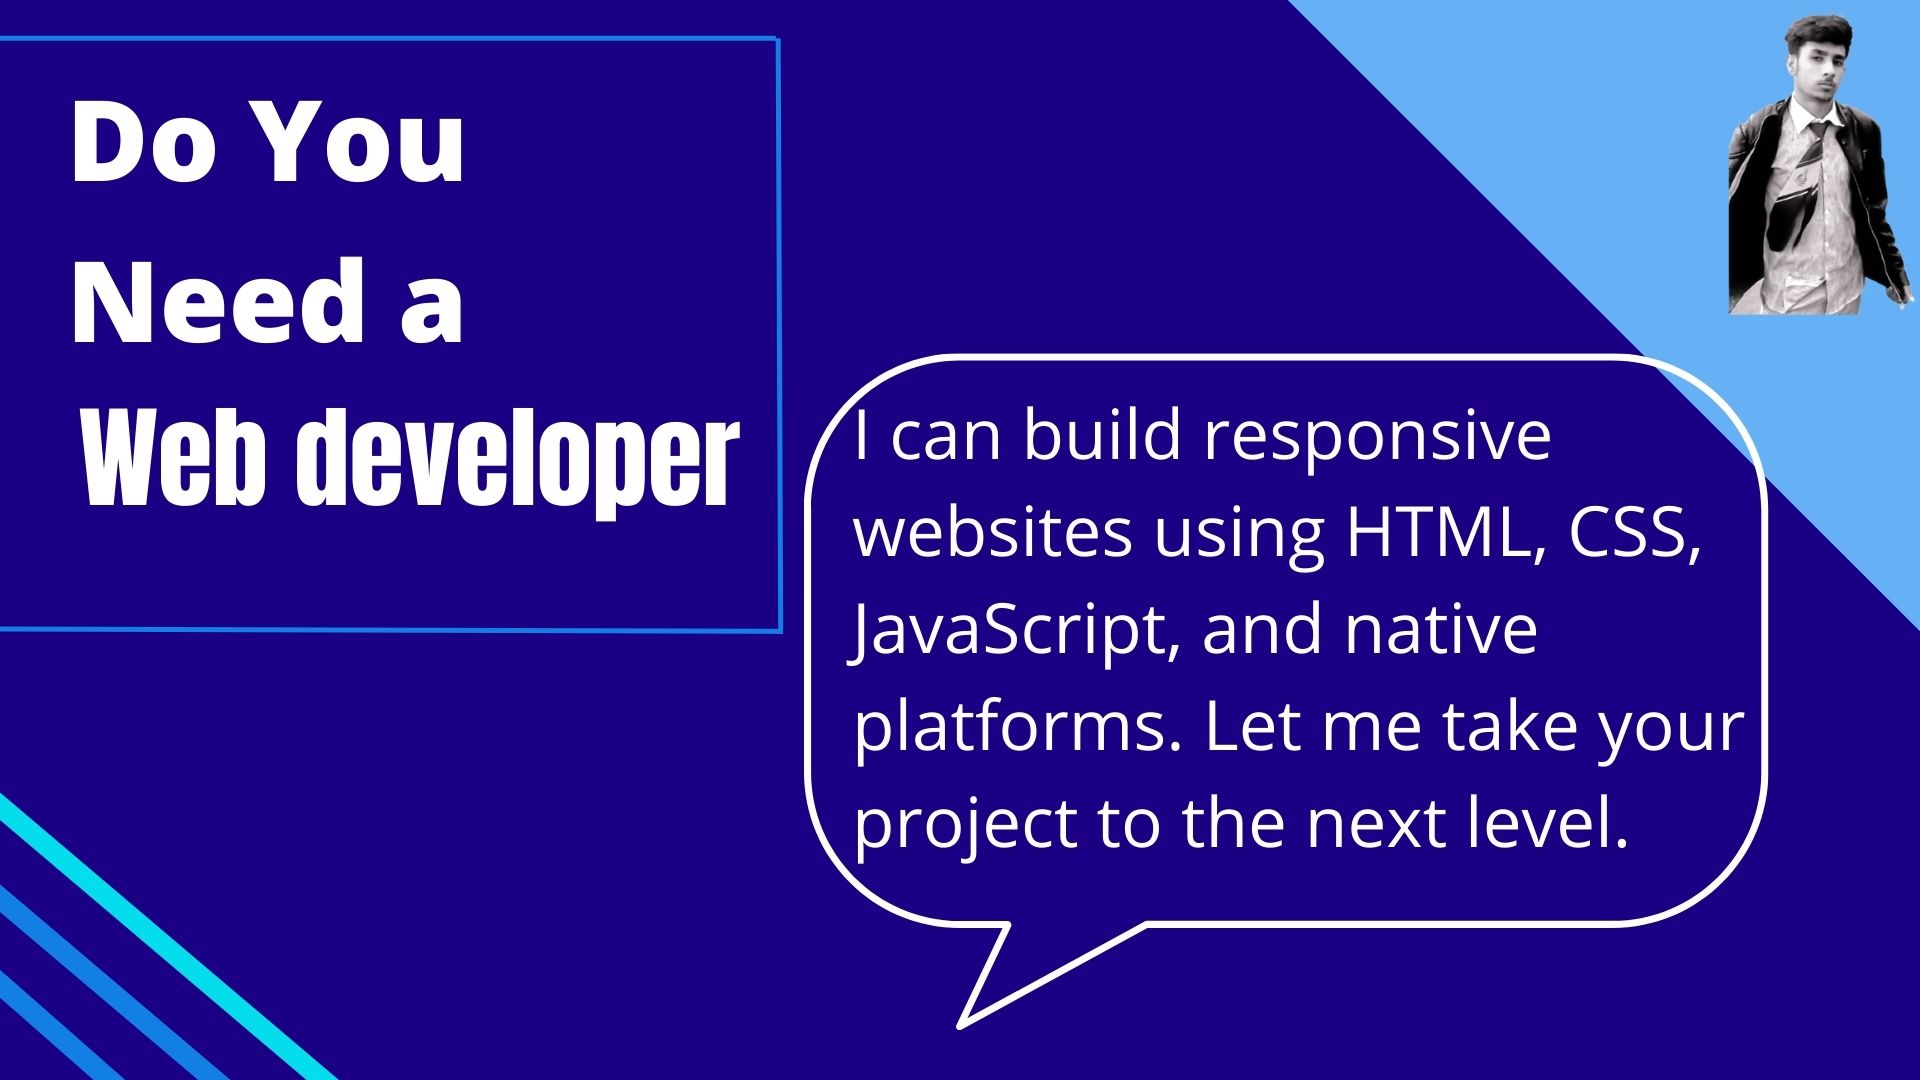 Do You
Need a
Web developer
I can build responsive
websites using HTML, CSS,
JavaScript, and native
platforms. Let me take your
project to the next level.